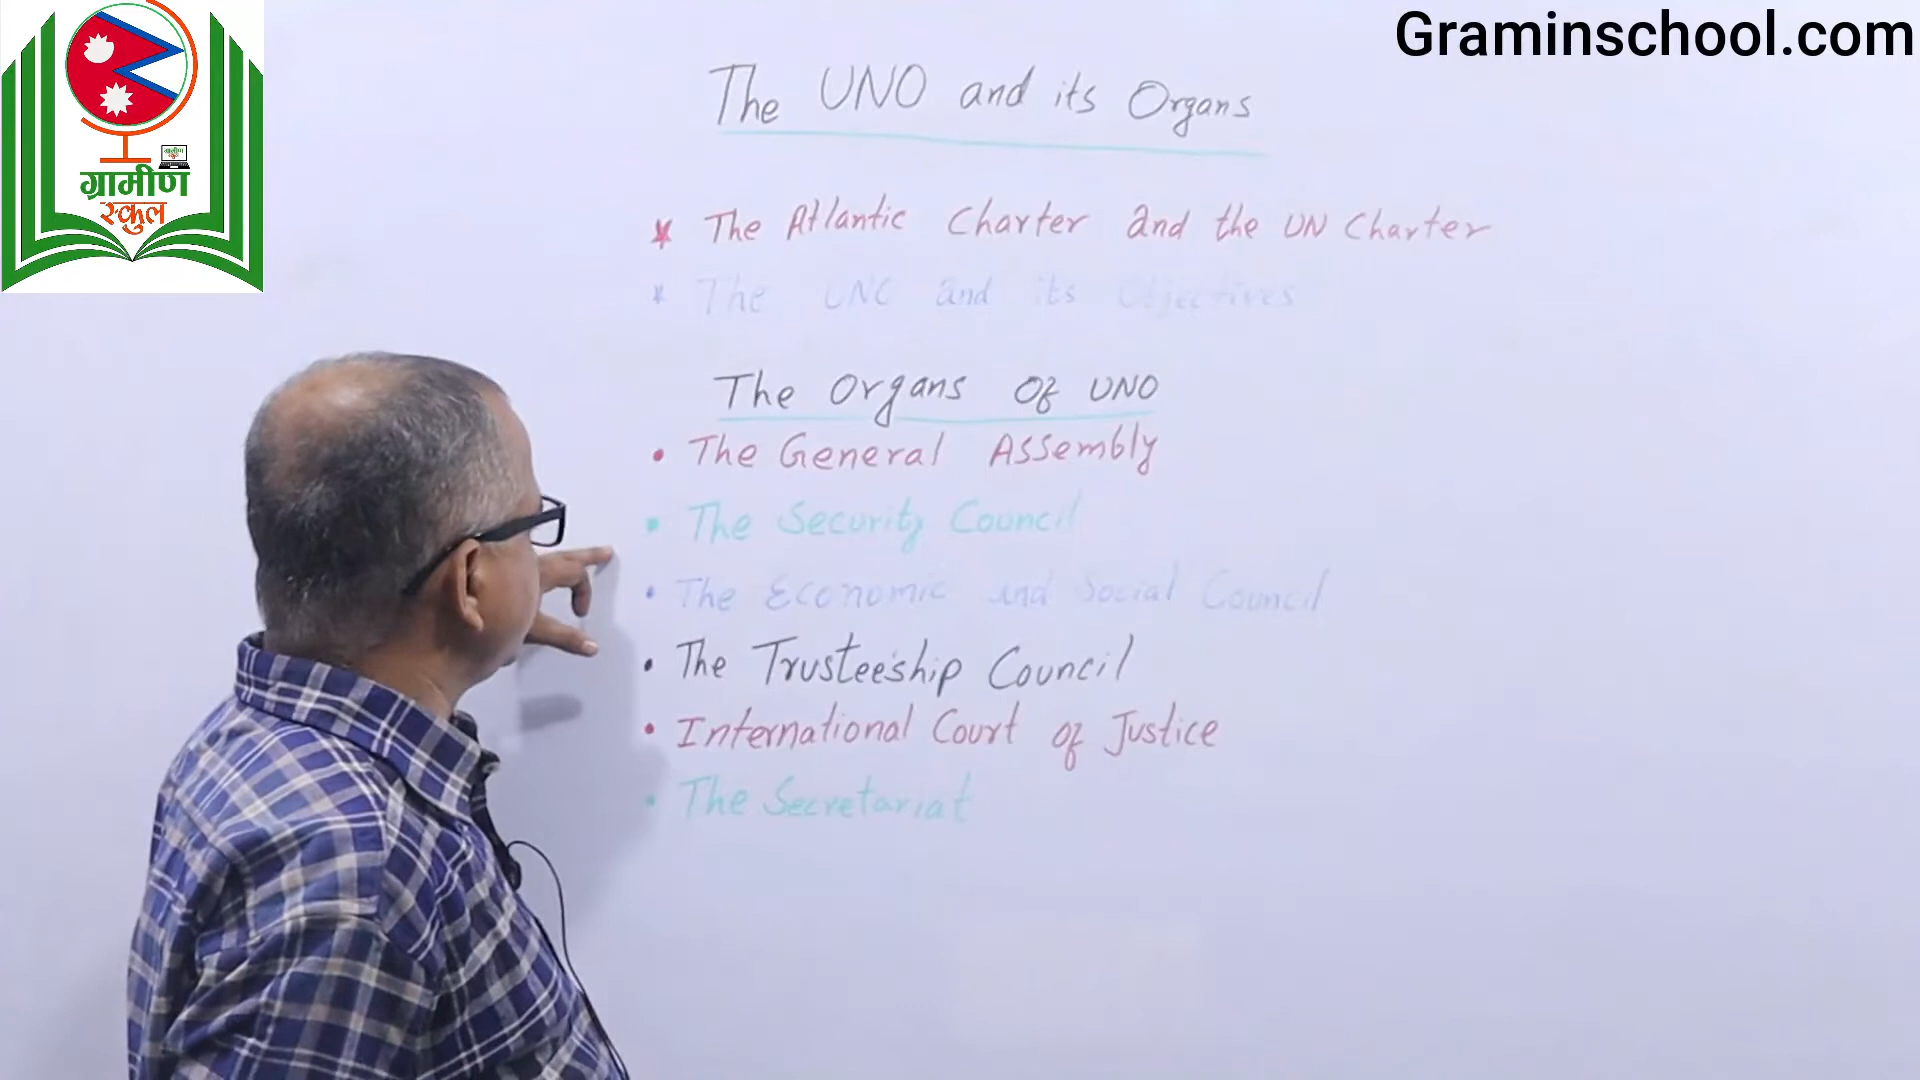 Graminschool.com
ग्रामीण
स्कुल
The UNO and its Organs
* The Atlantic Charter and the UN Charter
* The UNO and its Objectives
The Organs Of UNO
• The General Assembly
• The Security Council
• The Economic and Social Council
• The Trusteeship Council
• International Court of Justice
• The Secretariat